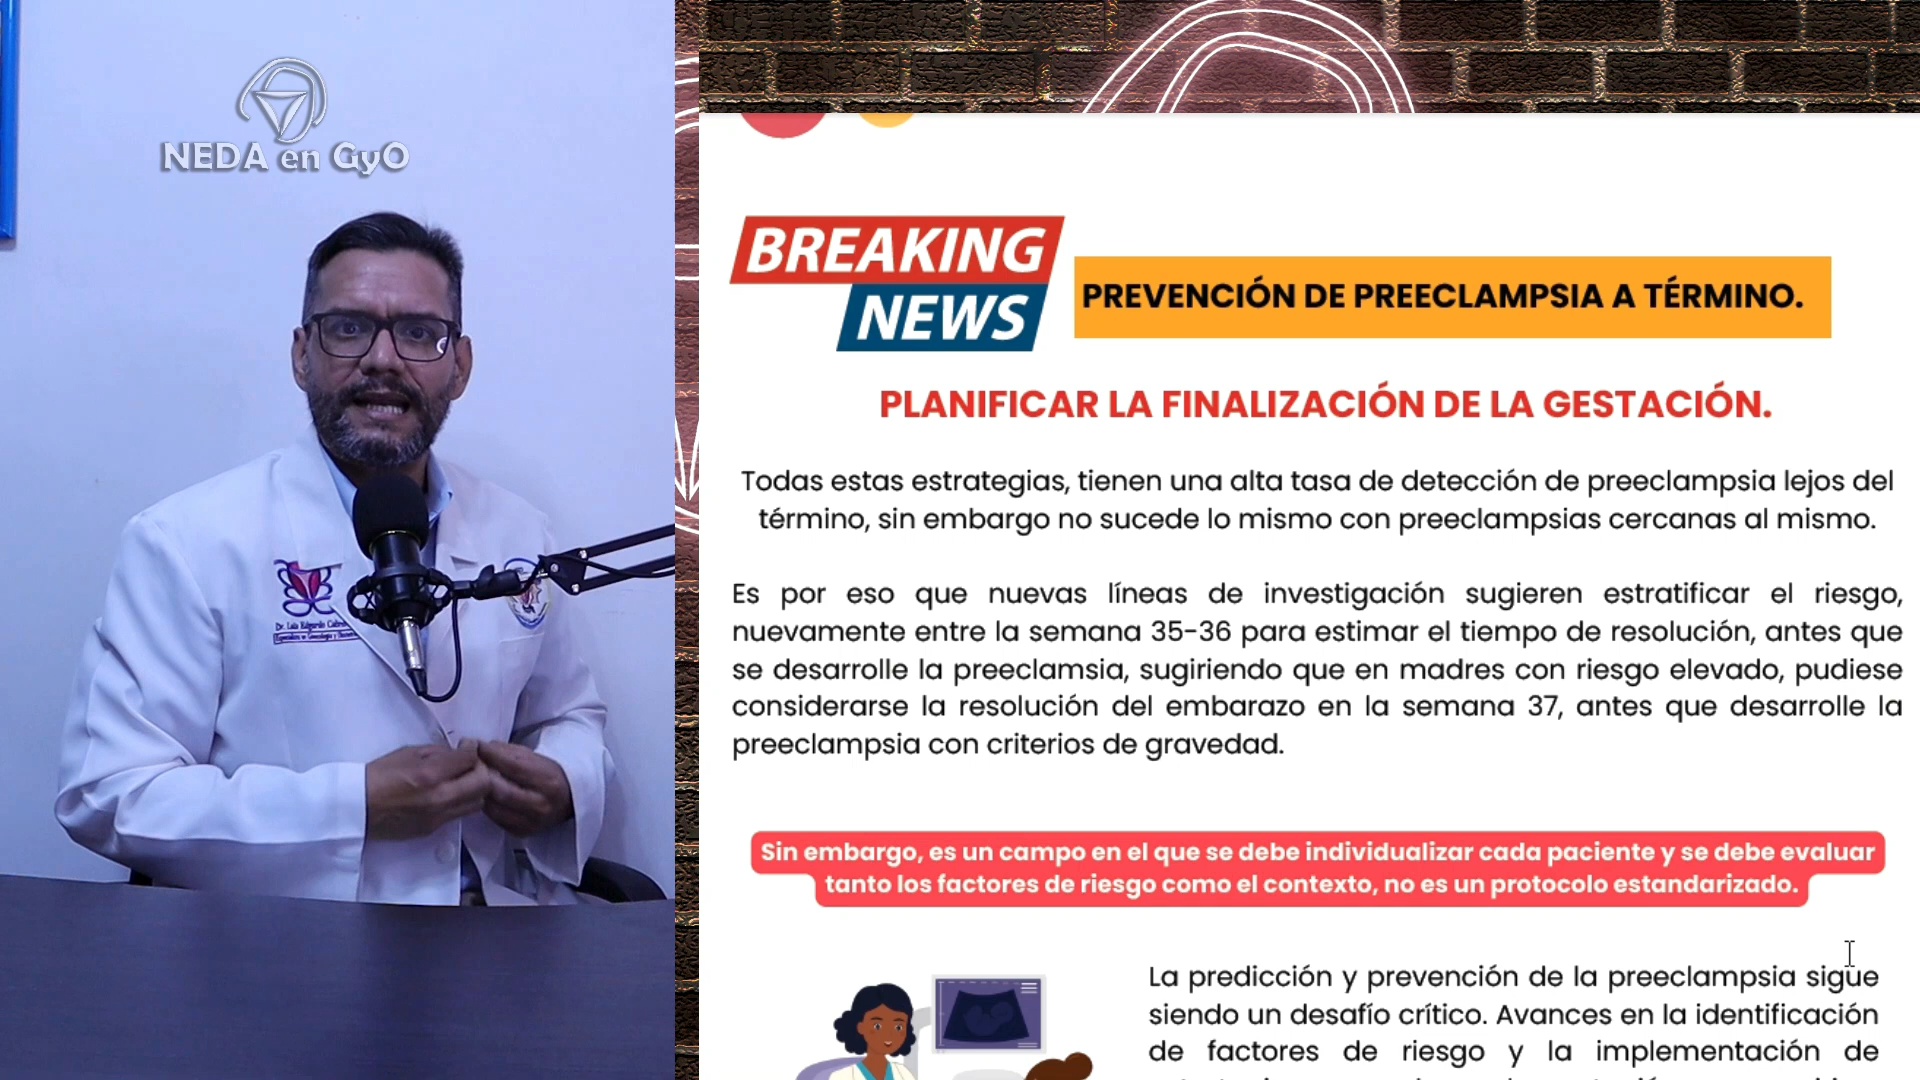 NEDA en GyO
Dr. Luis Edgardo
BREAKING
NEWS
PREVENCIÓN DE PREECLAMPSIA A TÉRMINO.
PLANIFICAR LA FINALIZACIÓN DE LA GESTACIÓN.
Todas estas estrategias, tienen una alta tasa de detección de preeclampsia lejos del
término, sin embargo no sucede lo mismo con preeclampsias cercanas al mismo.
Es por eso que nuevas líneas de investigación sugieren estratificar el riesgo,
nuevamente entre la semana 35-36 para estimar el tiempo de resolución, antes que
se desarrolle la preeclamsia, sugiriendo que en madres con riesgo elevado, pudiese
considerarse la resolución del embarazo en la semana 37, antes que desarrolle la
preeclampsia con criterios de gravedad.
Sin embargo, es un campo en el que se debe individualizar cada paciente y se debe evaluar
tanto los factores de riesgo como el contexto, no es un protocolo estandarizado.
La predicción y prevención de la preeclampsia sigue
siendo un desafío crítico. Avances en la identificación
de factores de riesgo y la implementación de